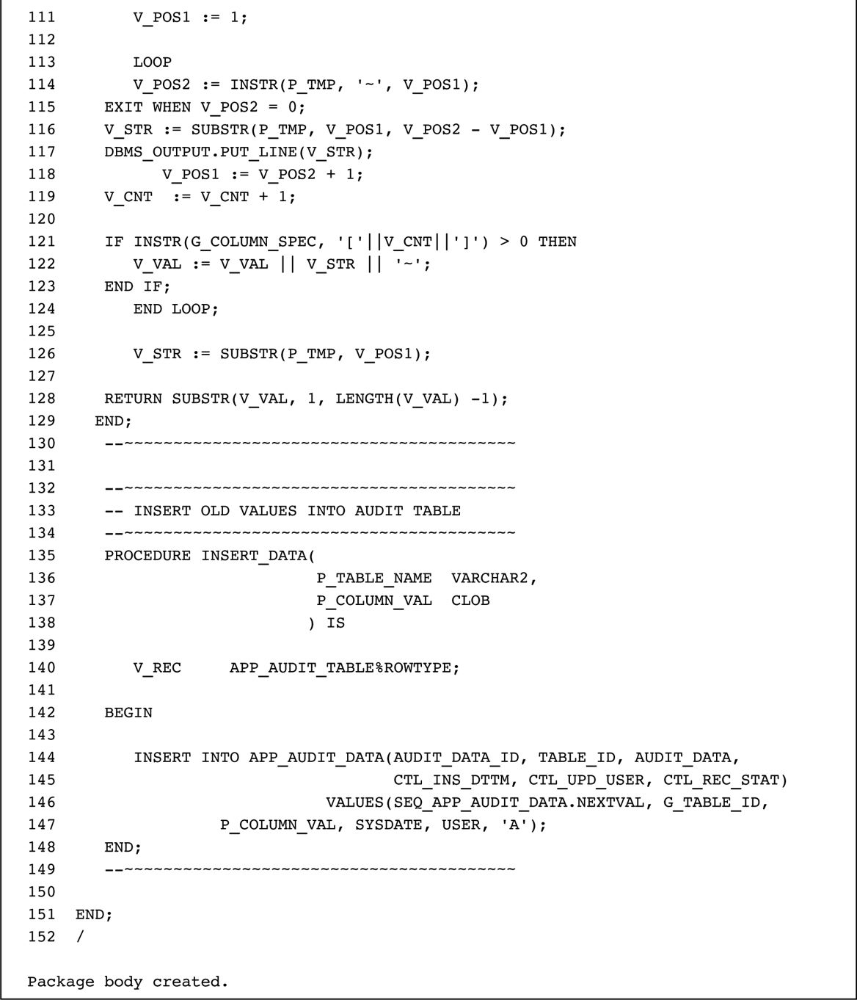 111        V_POS1 := 1;
112
113        LOOP
114        V_POS2 := INSTR(P_TMP, '~', V_POS1);
115     EXIT WHEN V_POS2 = 0;
116     V_STR := SUBSTR(P_TMP, V_POS1, V_POS2 - V_POS1);
117     DBMS_OUTPUT.PUT_LINE(V_STR);
118           V_POS1 := V_POS2 + 1;
119     V_CNT  := V_CNT + 1;
120
121     IF INSTR(G_COLUMN_SPEC, '['||V_CNT||']') > 0 THEN
122        V_VAL := V_VAL || V_STR || '~';
123     END IF;
124        END LOOP;
125
126        V_STR := SUBSTR(P_TMP, V_POS1);
127
128     RETURN SUBSTR(V_VAL, 1, LENGTH(V_VAL) -1);
129    END;
130     --~~~~~~~~~~~~~~~~~~~~~~~~~~~~~~~~~~~~~~~~~
131
132     --~~~~~~~~~~~~~~~~~~~~~~~~~~~~~~~~~~~~~~~~~
133     -- INSERT OLD VALUES INTO AUDIT TABLE
134     --~~~~~~~~~~~~~~~~~~~~~~~~~~~~~~~~~~~~~~~~~
135     PROCEDURE INSERT_DATA(
136                           P_TABLE_NAME  VARCHAR2,
137                           P_COLUMN_VAL  CLOB
138                          ) IS
139
140        V_REC     APP_AUDIT_TABLE%ROWTYPE;
141
142     BEGIN
143
144        INSERT INTO APP_AUDIT_DATA(AUDIT_DATA_ID, TABLE_ID, AUDIT_DATA,
145                                   CTL_INS_DTTM, CTL_UPD_USER, CTL_REC_STAT)
146                            VALUES(SEQ_APP_AUDIT_DATA.NEXTVAL, G_TABLE_ID,
147                 P_COLUMN_VAL, SYSDATE, USER, 'A');
148     END;
149     --~~~~~~~~~~~~~~~~~~~~~~~~~~~~~~~~~~~~~~~~~
150
151  END;
152  /

Package body created.